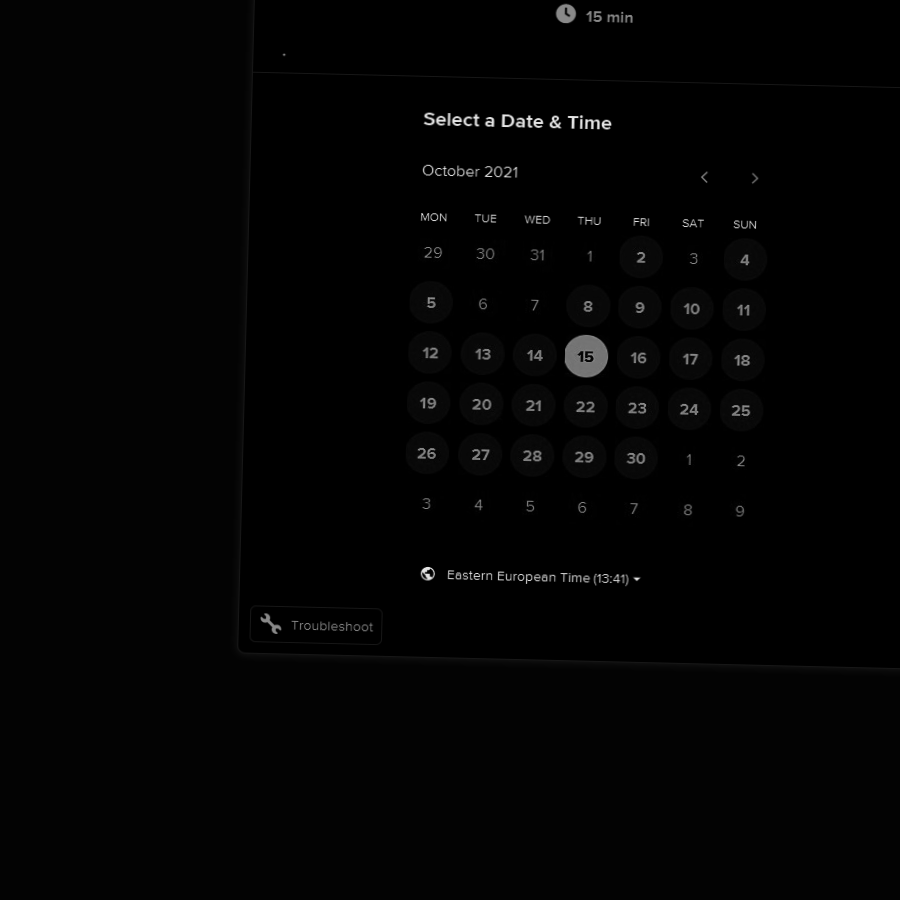 15 min
Select a Date & Time
October 2021
MON TUE WED THU FRI SAT SUN
29 30 31 1 2 3 4
5 6 7 8 9 10 11
12 13 14 15 16 17 18
19 20 21 22 23 24 25
26 27 28 29 30 1 2
3 4 5 6 7 8 9
Eastern European Time (13:41)
Troubleshoot